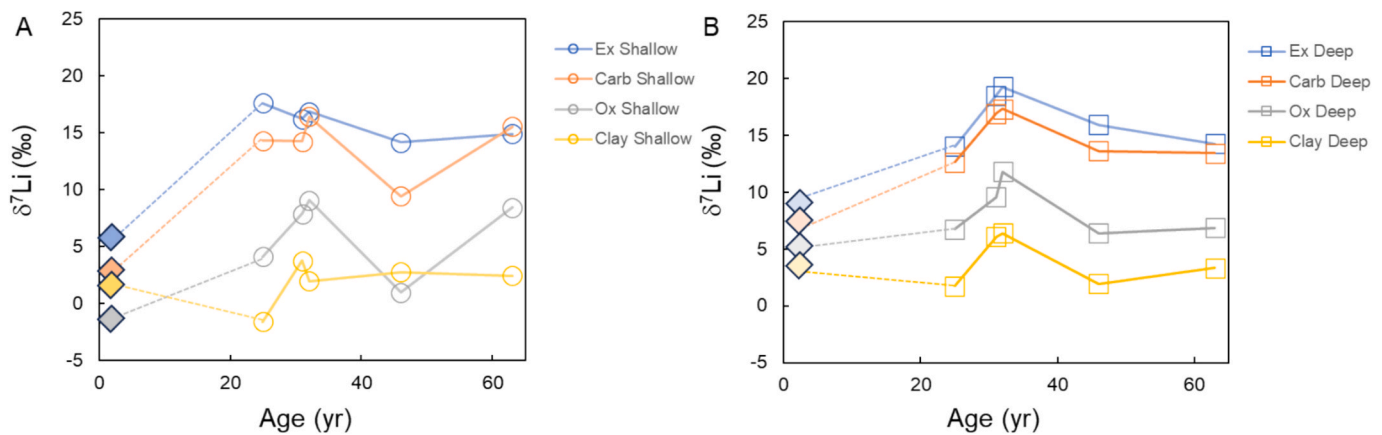 A
δ⁷Li (‰)
25
20
15
10
5
0
-5
0
20
40
60
Age (yr)
Ex Shallow
Carb Shallow
Ox Shallow
Clay Shallow
B
δ⁷Li (‰)
25
20
15
10
5
0
-5
0
20
40
60
Age (yr)
Ex Deep
Carb Deep
Ox Deep
Clay Deep